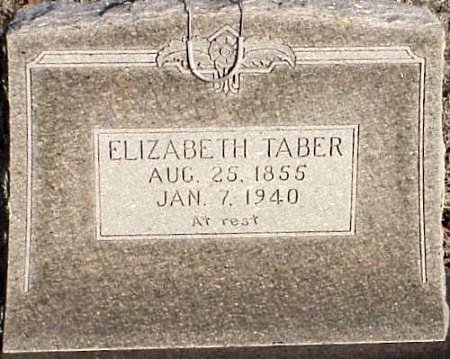 ELIZABETH TABER
AUG. 25, 1855
JAN. 7, 1940
At rest